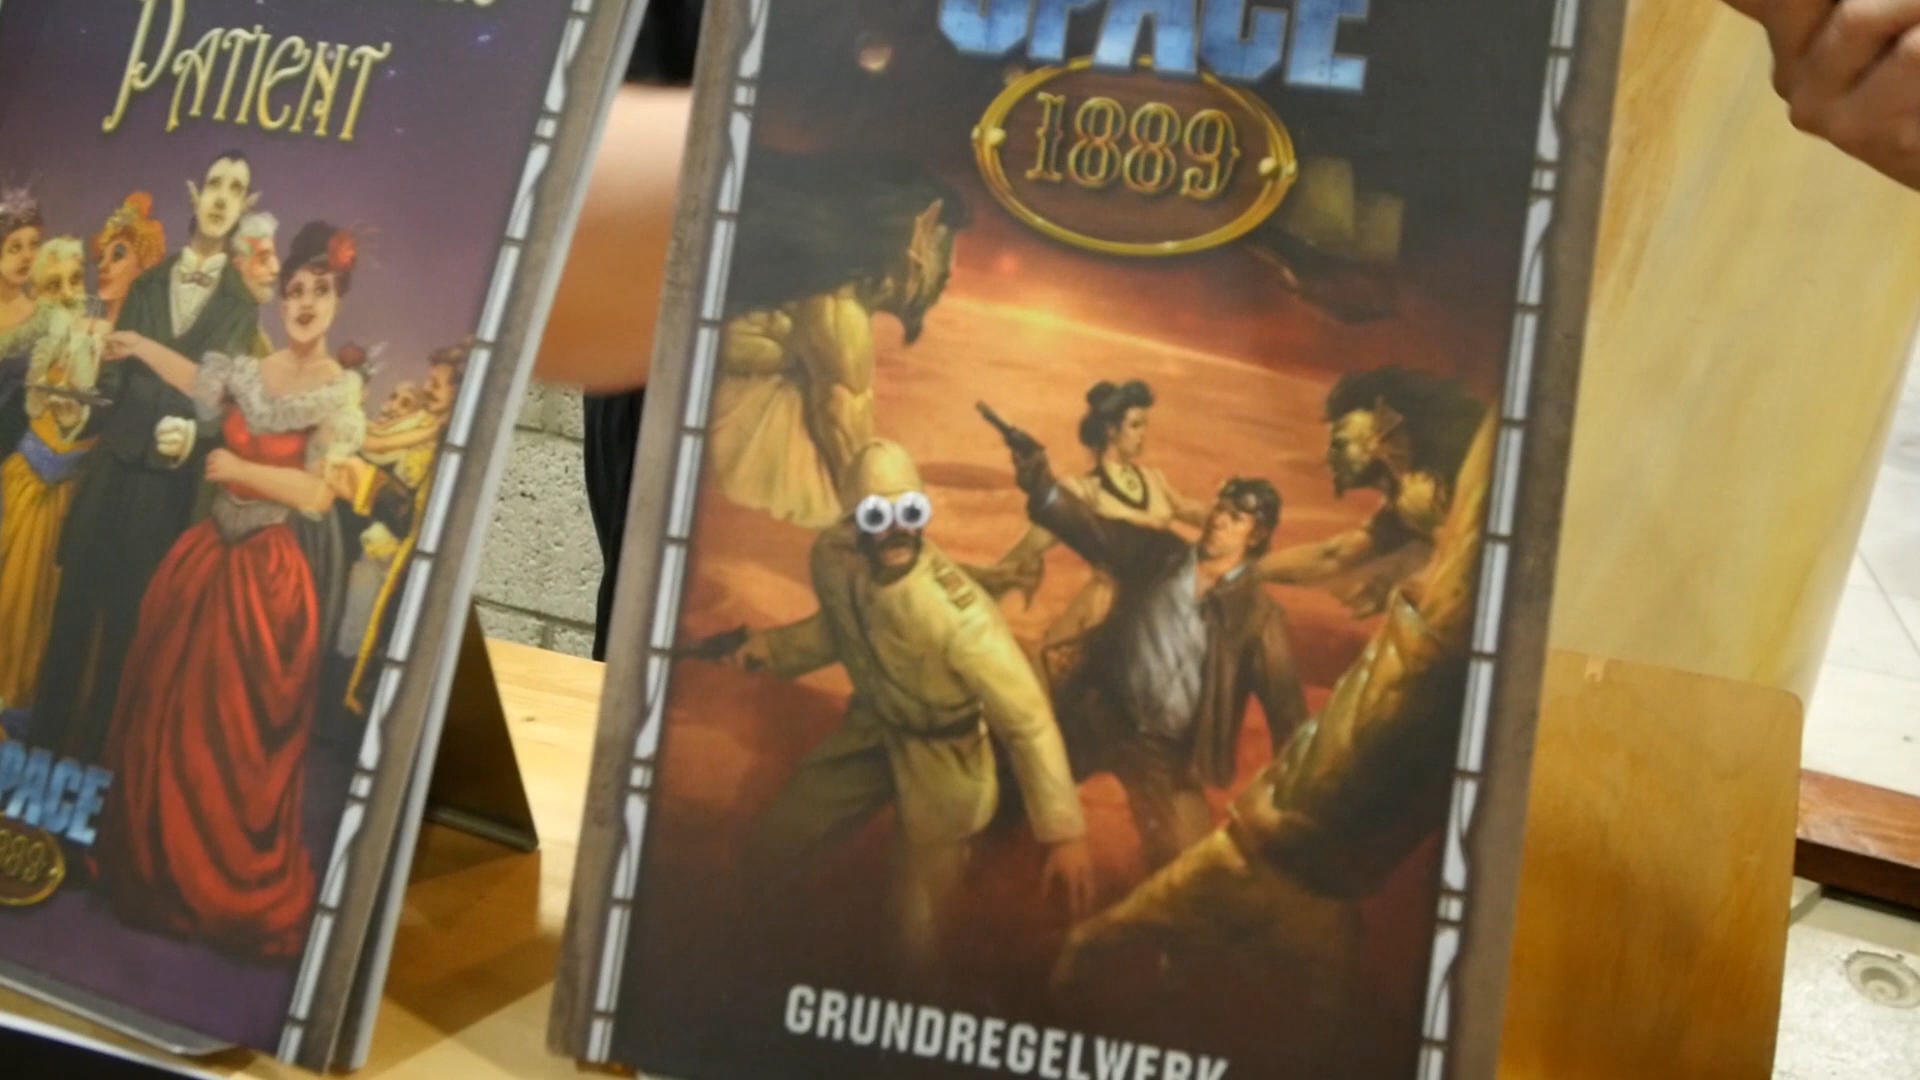 PATIENT
SPACE
1889
SPACE
1889
GRUNDREGELWERK